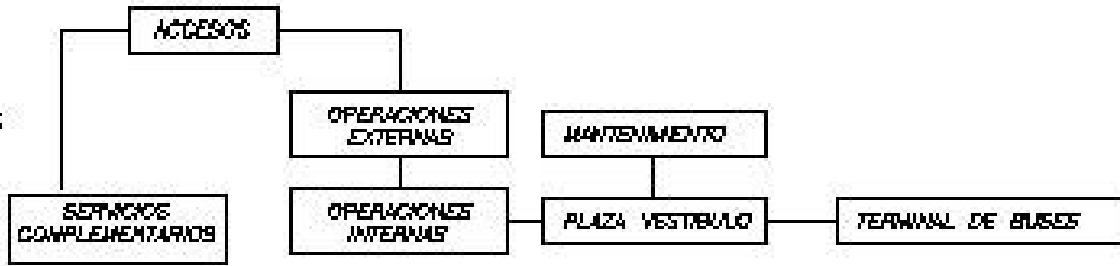 ACCESOS
OPERACIONES
EXTERNAS
MANTENIMIENTO
SERVICIOS
COMPLEMENTARIOS
OPERACIONES
INTERNAS
PLAZA VESTIBULO
TERMINAL DE BUSES